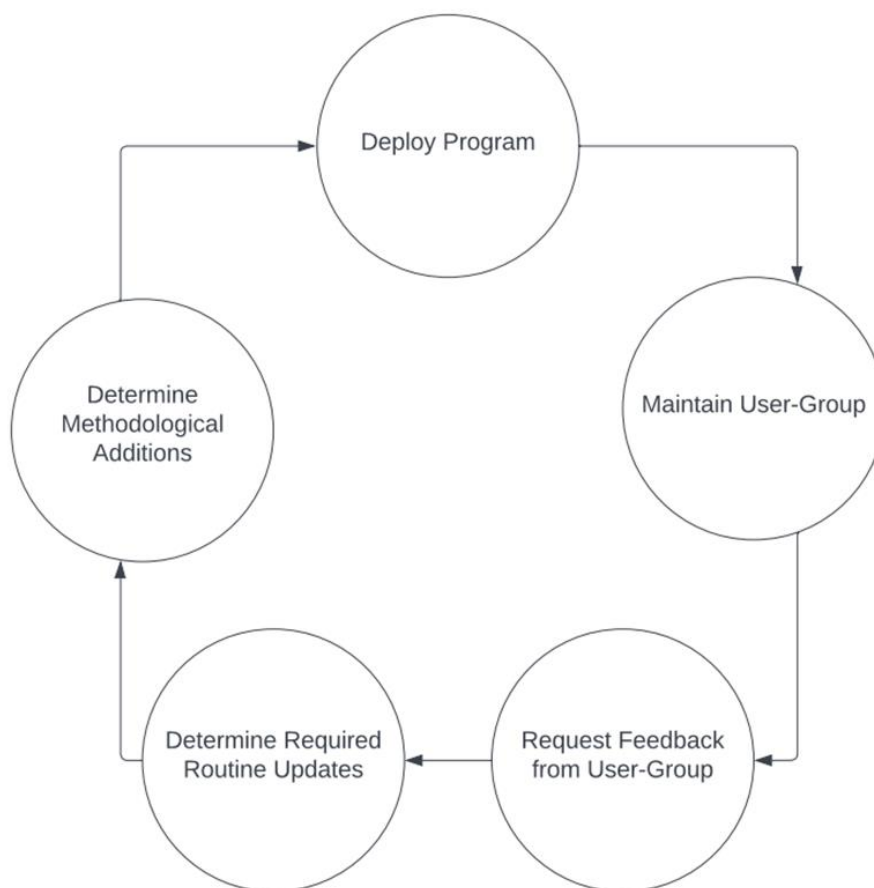 Deploy Program
Maintain User-Group
Request Feedback
from User-Group
Determine Required
Routine Updates
Determine
Methodological
Additions